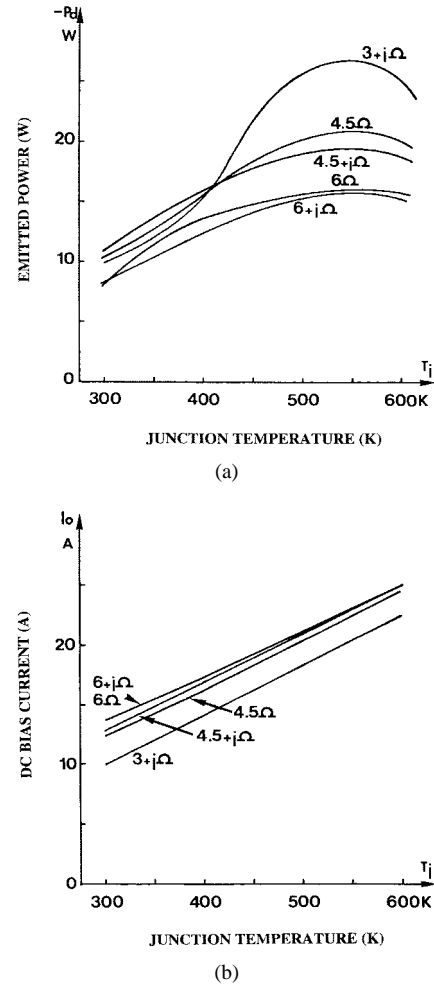 -Pd
W
3+jΩ
20
4.5Ω
4.5+jΩ
6Ω
6+jΩ
10
0
EMITTED POWER (W)
Tj
300 400 500 600K
JUNCTION TEMPERATURE (K)
(a)
Io
A
20
6+jΩ
6Ω
4.5Ω
4.5+jΩ
3+jΩ
10
0
DC BIAS CURRENT (A)
Tj
300 400 500 600K
JUNCTION TEMPERATURE (K)
(b)